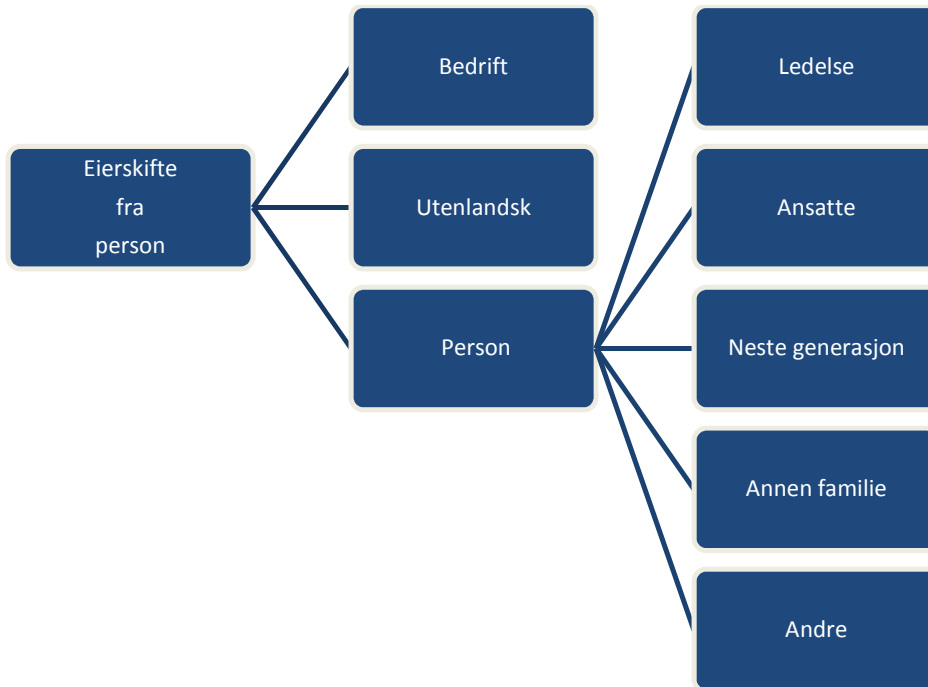 Eierskifte
fra
person
Bedrift
Utenlandsk
Person
Ledelse
Ansatte
Neste generasjon
Annen familie
Andre